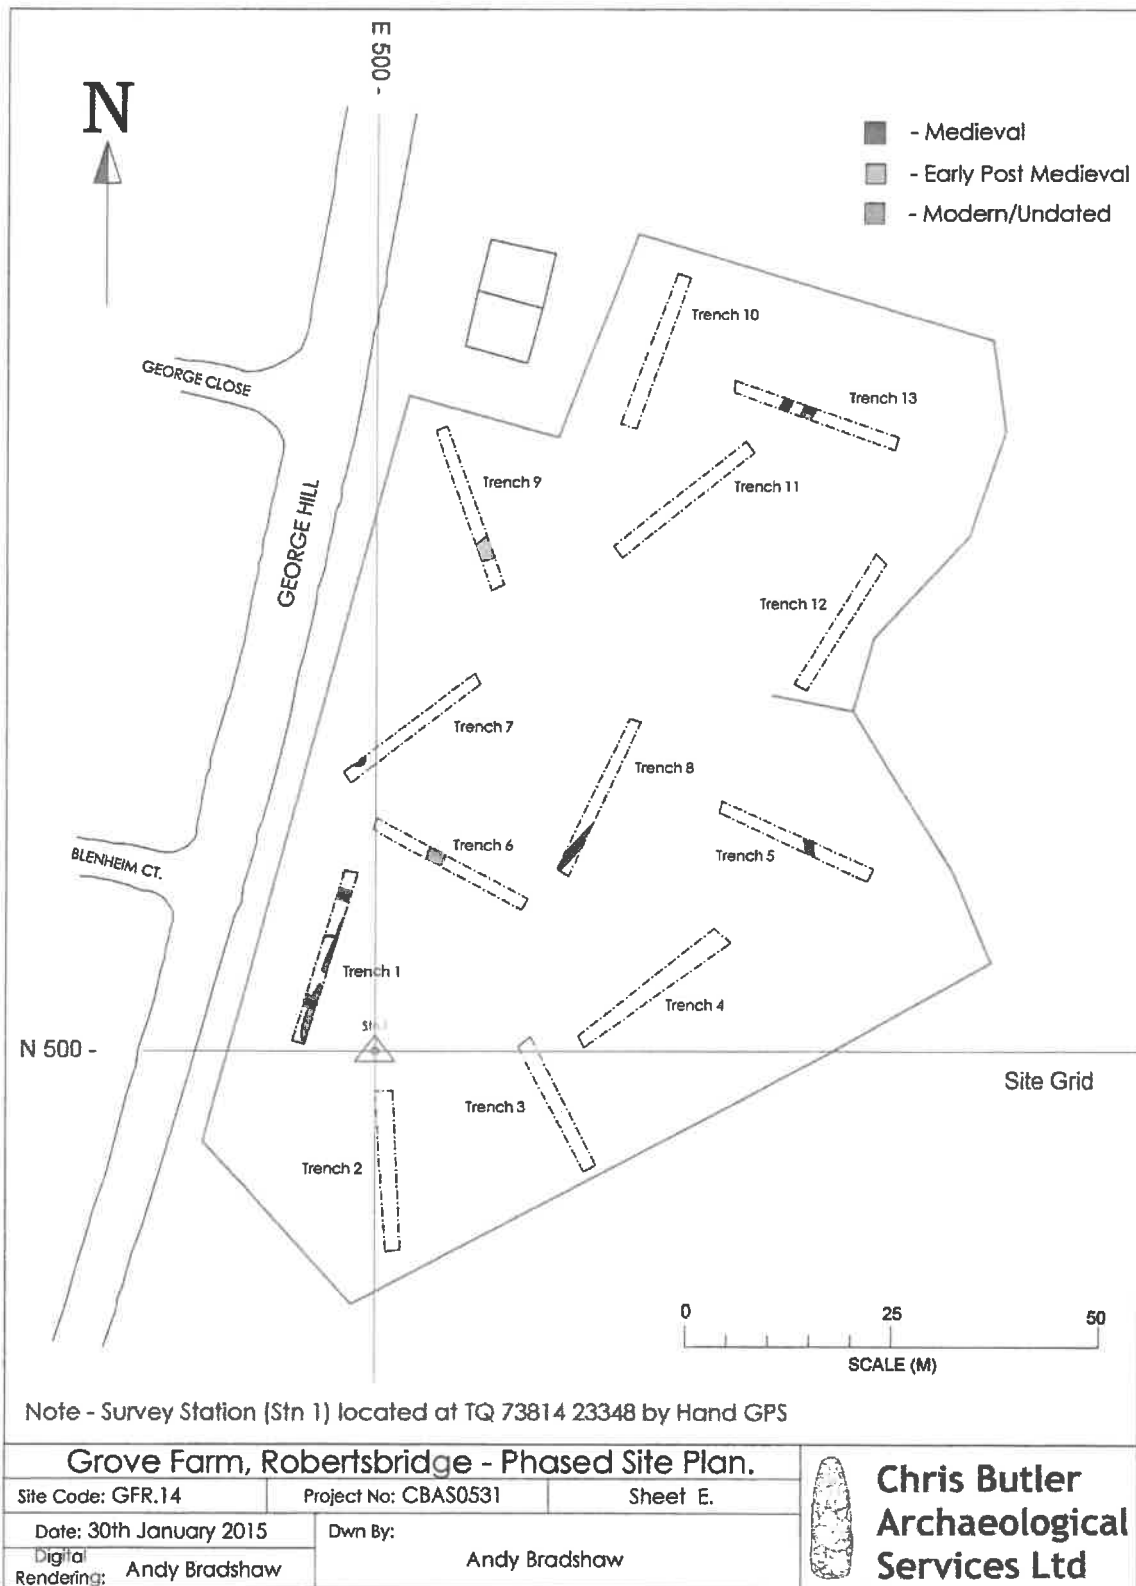 E 500 -
N
- Medieval
- Early Post Medieval
- Modern/Undated
Trench 10
GEORGE CLOSE
Trench 13
Trench 9
Trench 11
GEORGE HILL
Trench 12
Trench 7
Trench 8
Trench 6
Trench 5
BLENHEIM CT.
Trench 1
Trench 4
Stn 1
N 500 -
Site Grid
Trench 3
Trench 2
0 25 50
SCALE (M)
Note - Survey Station (Stn 1) located at TQ 73814 23348 by Hand GPS
Grove Farm, Robertsbridge - Phased Site Plan.
Site Code: GFR.14 Project No: CBAS0531 Sheet E.
Date: 30th January 2015 Dwn By:
Digital
Rendering: Andy Bradshaw Andy Bradshaw
Chris Butler
Archaeological
Services Ltd